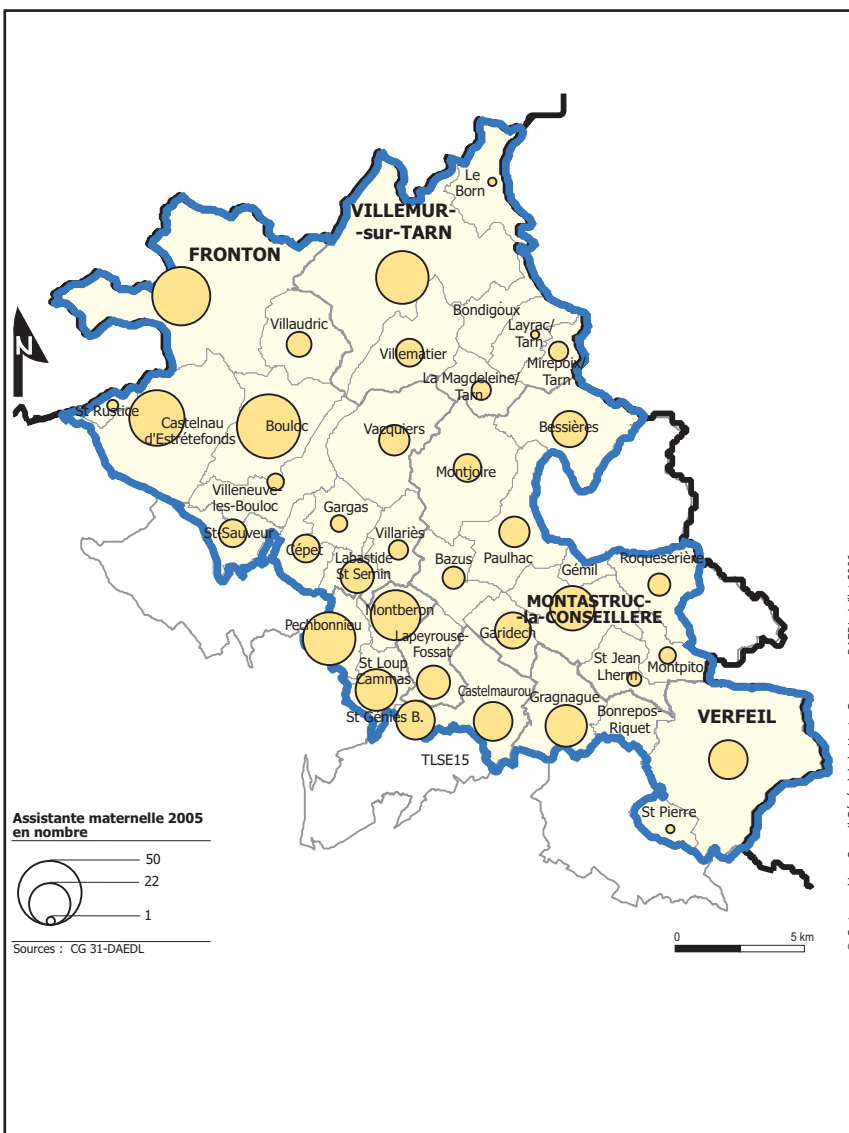 Le
Born
VILLEMUR-
-sur-TARN
FRONTON
Bondigoux
Villaudric
Layrac/
Tarn
Villematier
Mirepoix/
Tarn
La Magdeleine/
Tarn
St Rustice
Castelnau
d'Estrétefonds
Bouloc
Vacquiers
Bessières
Montjoire
Villeneuve-
les-Bouloc
Gargas
St-Sauveur
Villariès
Cépet
Labastide
St Sernin
Bazus
Paulhac
Gémil
Roquesérière
MONTASTRUC-
-la-CONSEILLERE
Montberon
Pechbonnieu
Lapeyrouse-
Fossat
Garidech
St Loup
Cammas
St Jean
Lherm
Montpito
Castelmaurou
Gragnague
St Géniès B.
Bonrepos-
Riquet
VERFEIL
TLSE15
St Pierre
N
Assistante maternelle 2005
en nombre
50
22
1
Sources : CG 31-DAEDL
0 5 km